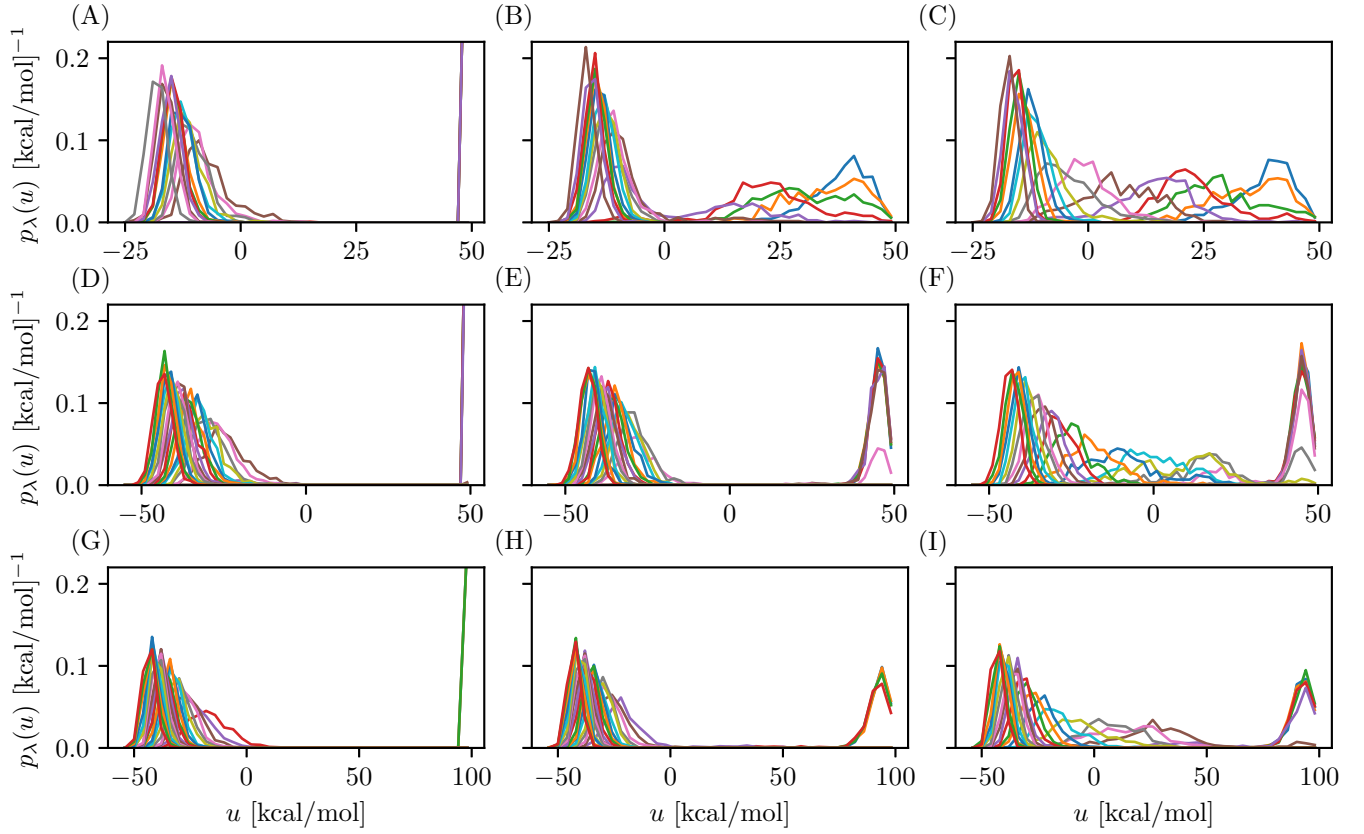 (A) (B) (C)
0.2
0.1
0.0
p_λ(u) [kcal/mol]⁻¹
−25 0 25 50 0 25 50 −25 0 25 50
−25
(D) (E) (F)
0.2
0.1
0.0
p_λ(u) [kcal/mol]⁻¹
−50 0 50 −50 0 50 −50 0 50
(G) (H) (I)
0.2
0.1
0.0
p_λ(u) [kcal/mol]⁻¹
−50 0 50 100 −50 0 50 100 −50 0 50 100
u [kcal/mol] u [kcal/mol] u [kcal/mol]